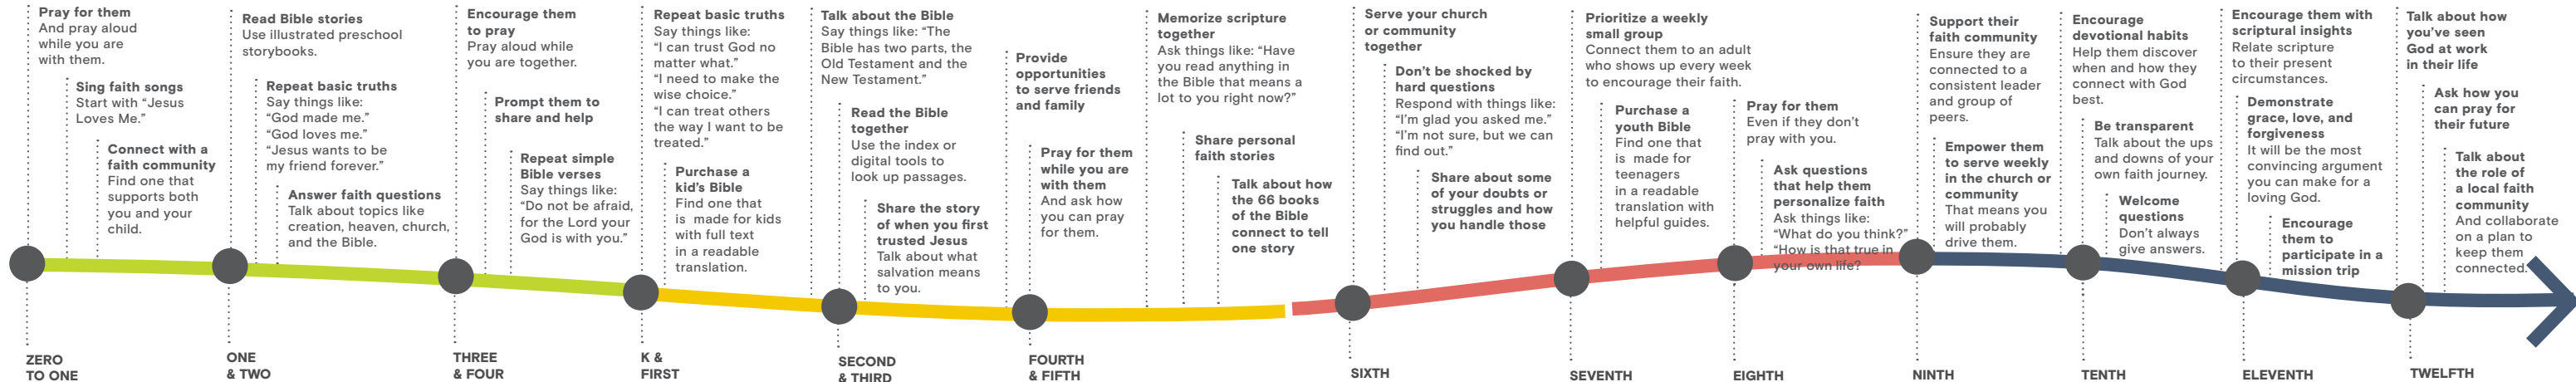 Pray for them
And pray aloud
while you are
with them.
Sing faith songs
Start with “Jesus
Loves Me.”
Connect with a
faith community
Find one that
supports both
you and your
child.
Read Bible stories
Use illustrated preschool
storybooks.
Repeat basic truths
Say things like:
“God made me.”
“God loves me.”
“Jesus wants to be
my friend forever.”
Answer faith questions
Talk about topics like
creation, heaven, church,
and the Bible.
Encourage them
to pray
Pray aloud while
you are together.
Prompt them to
share and help
Repeat simple
Bible verses
Say things like:
“Do not be afraid,
for the Lord your
God is with you.”
Repeat basic truths
Say things like:
“I can trust God no
matter what.”
“I need to make the
wise choice.”
“I can treat others
the way I want to be
treated.”
Purchase a
kid’s Bible
Find one that
is made for kids
with full text
in a readable
translation.
Talk about the Bible
Say things like: “The
Bible has two parts, the
Old Testament and the
New Testament.”
Read the Bible
together
Use the index or
digital tools to
look up passages.
Share the story
of when you first
trusted Jesus
Talk about what
salvation means
to you.
Provide
opportunities
to serve friends
and family
Pray for them
while you are
with them
And ask how
you can pray
for them.
Memorize scripture
together
Ask things like: “Have
you read anything in
the Bible that means a
lot to you right now?”
Share personal
faith stories
Talk about how
the 66 books
of the Bible
connect to tell
one story
Serve your church
or community
together
Don’t be shocked by
hard questions
Respond with things like:
“I’m glad you asked me.”
“I’m not sure, but we can
find out.”
Share about some
of your doubts or
struggles and how
you handle those
Prioritize a weekly
small group
Connect them to an adult
who shows up every week
to encourage their faith.
Purchase a
youth Bible
Find one that
is made for
teenagers
in a readable
translation with
helpful guides.
Pray for them
Even if they don’t
pray with you.
Ask questions
that help them
personalize faith
Ask things like:
“What do you think?”
“How is that true in
your own life?
Support their
faith community
Ensure they are
connected to a
consistent leader
and group of
peers.
Empower them
to serve weekly
in the church or
community
That means you
will probably
drive them.
Encourage
devotional habits
Help them discover
when and how they
connect with God
best.
Be transparent
Talk about the ups
and downs of your
own faith journey.
Welcome
questions
Don’t always
give answers.
Encourage them with
scriptural insights
Relate scripture
to their present
circumstances.
Demonstrate
grace, love, and
forgiveness
It will be the most
convincing argument
you can make for a
loving God.
Encourage
them to
participate in a
mission trip
Talk about how
you’ve seen
God at work
in their life
Ask how you
can pray for
their future
Talk about
the role of
a local faith
community
And collaborate
on a plan to
keep them
connected.
ZERO
TO ONE
ONE
& TWO
THREE
& FOUR
K &
FIRST
SECOND
& THIRD
FOURTH
& FIFTH
SIXTH
SEVENTH
EIGHTH
NINTH
TENTH
ELEVENTH
TWELFTH